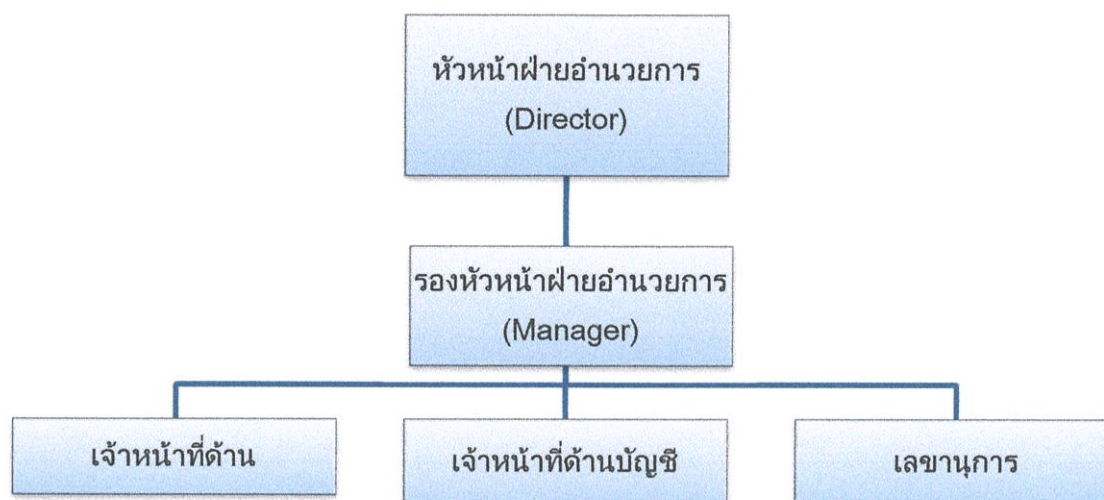 หัวหน้าฝ่ายอำนวยการ
(Director)
รองหัวหน้าฝ่ายอำนวยการ
(Manager)
เจ้าหน้าที่ด้าน
เจ้าหน้าที่ด้านบัญชี
เลขานุการ